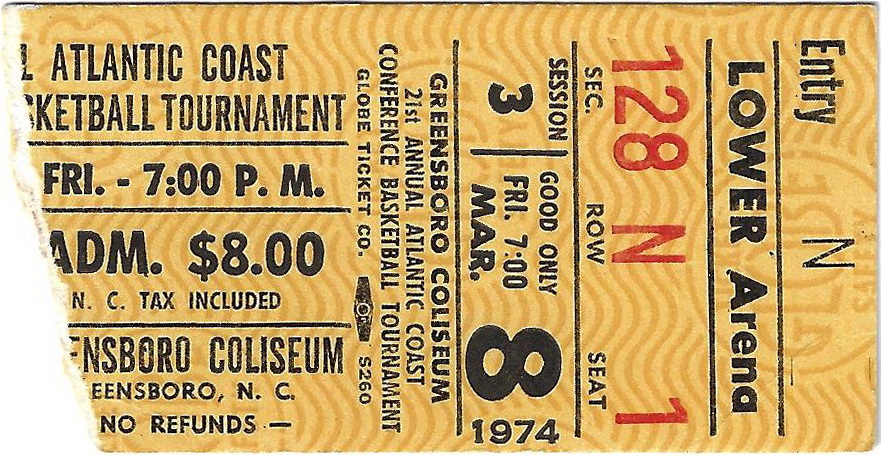 L ATLANTIC COAST
KETBALL TOURNAMENT
FRI. - 7:00 P. M.
ADM. $8.00
N. C. TAX INCLUDED
ENSBORO COLISEUM
EENSBORO, N. C.
NO REFUNDS —
GLOBE TICKET CO. S260
GREENSBORO COLISEUM
21st ANNUAL ATLANTIC COAST
CONFERENCE BASKETBALL TOURNAMENT
SESSION
3
GOOD ONLY
FRI. 7:00
MAR. 8
1974
SEC. ROW SEAT
128 N 1
LOWER Arena
Entry N